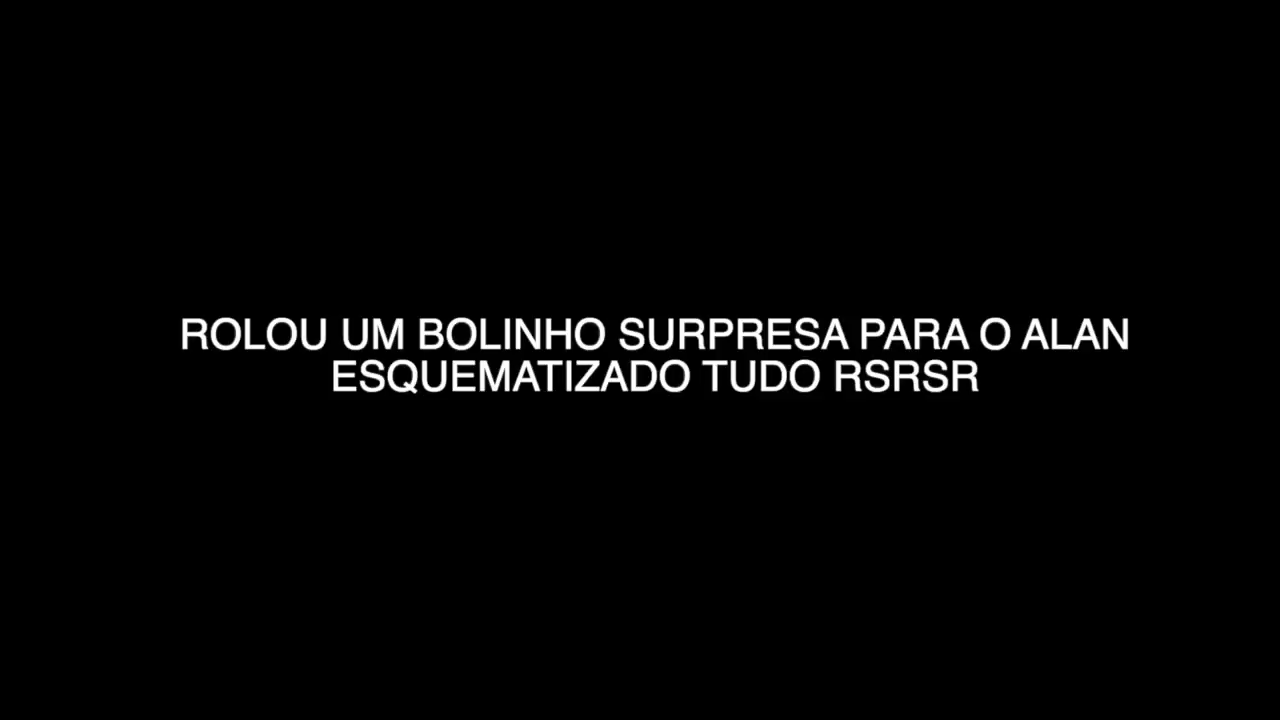 ROLOU UM BOLINHO SURPRESA PARA O ALAN
ESQUEMATIZADO TUDO RSRSR